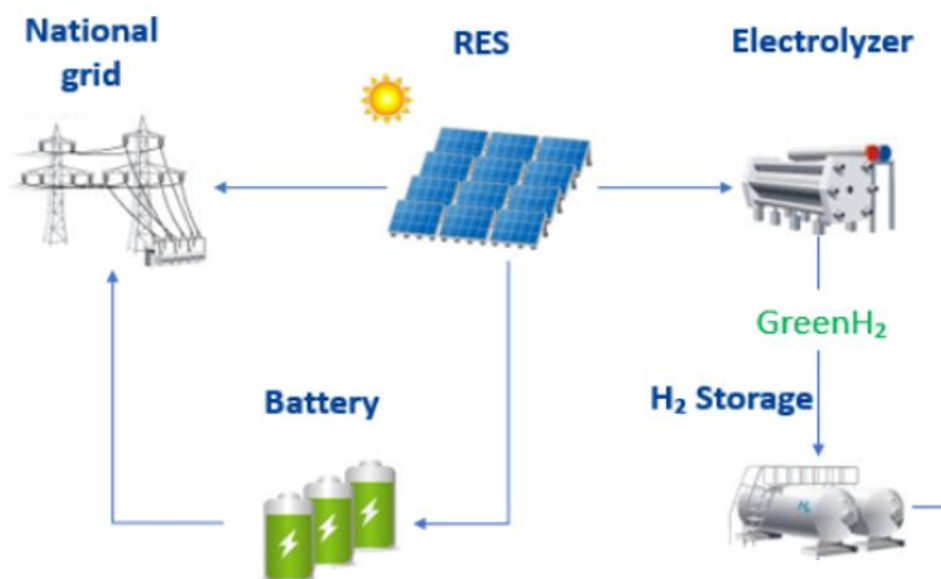 National
grid
RES
Electrolyzer
GreenH₂
Battery
H₂ Storage